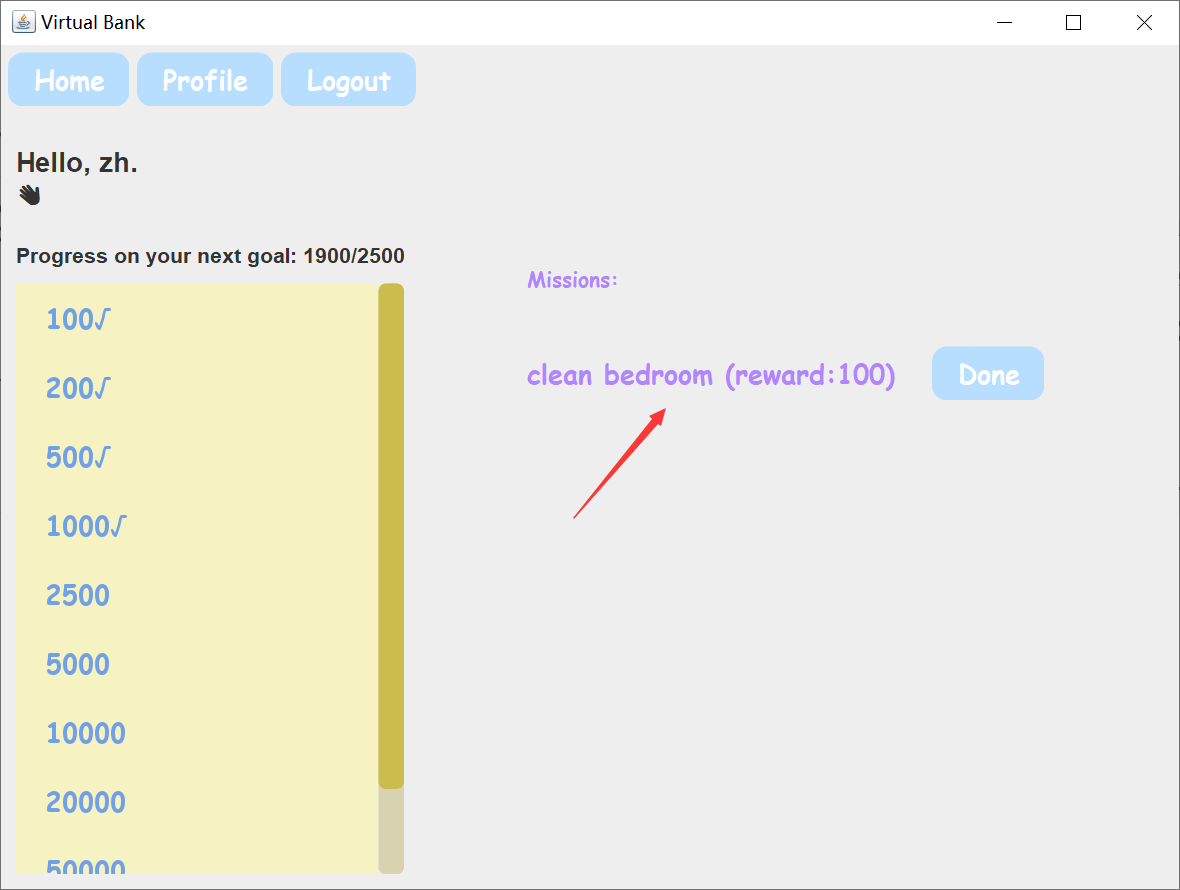 Virtual Bank
Home Profile Logout
Hello, zh.
Progress on your next goal: 1900/2500
100√
200√
500√
1000√
2500
5000
10000
20000
50000
Missions:
clean bedroom (reward:100) Done